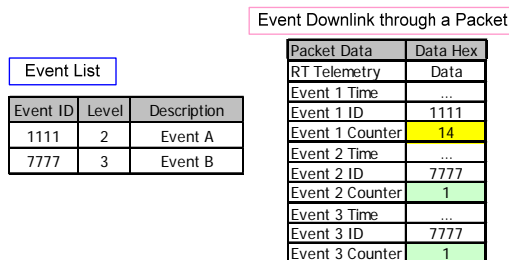 Event Downlink through a Packet
Event List
Event ID Level Description
1111 2 Event A
7777 3 Event B
Packet Data Data Hex
RT Telemetry Data
Event 1 Time ...
Event 1 ID 1111
Event 1 Counter 14
Event 2 Time ...
Event 2 ID 7777
Event 2 Counter 1
Event 3 Time ...
Event 3 ID 7777
Event 3 Counter 1